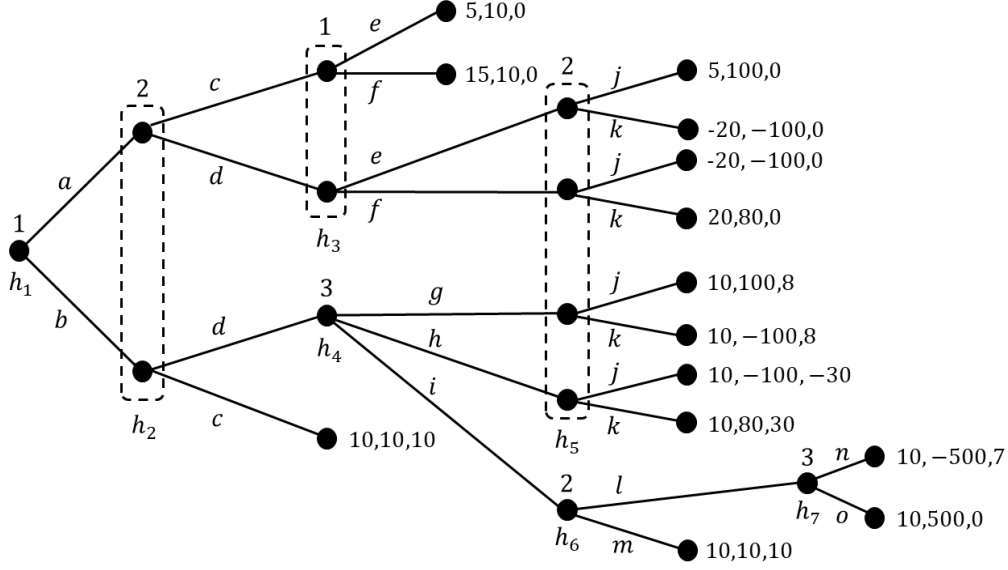 e 5,10,0
1
f 15,10,0
c
2
2
j 5,100,0
k -20, −100,0
e
j -20, −100,0
d
a
f
k 20,80,0
1
h₁
h₃
b
3
g
j 10,100,8
d
h₄
h
k 10, −100,8
i
j 10, −100, −30
h₂
c
k 10,80,30
h₅
10,10,10
3
n 10, −500,7
2
l
h₇
o 10,500,0
h₆
m 10,10,10